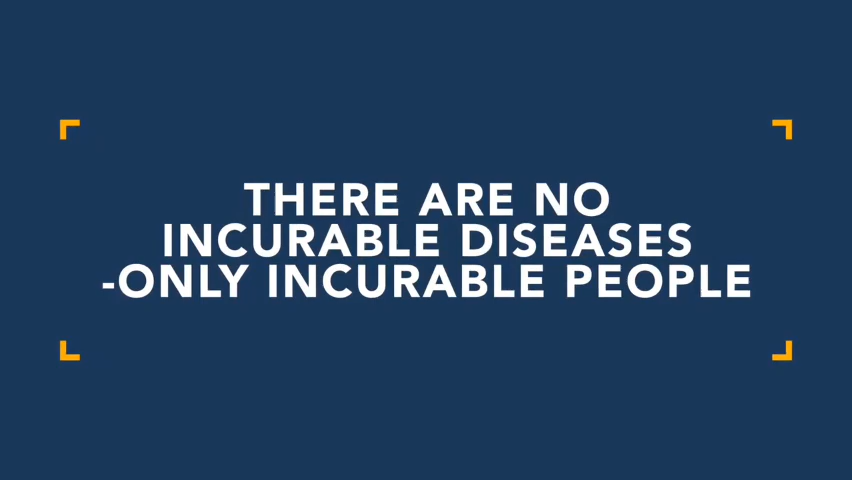 THERE ARE NO
INCURABLE DISEASES
-ONLY INCURABLE PEOPLE